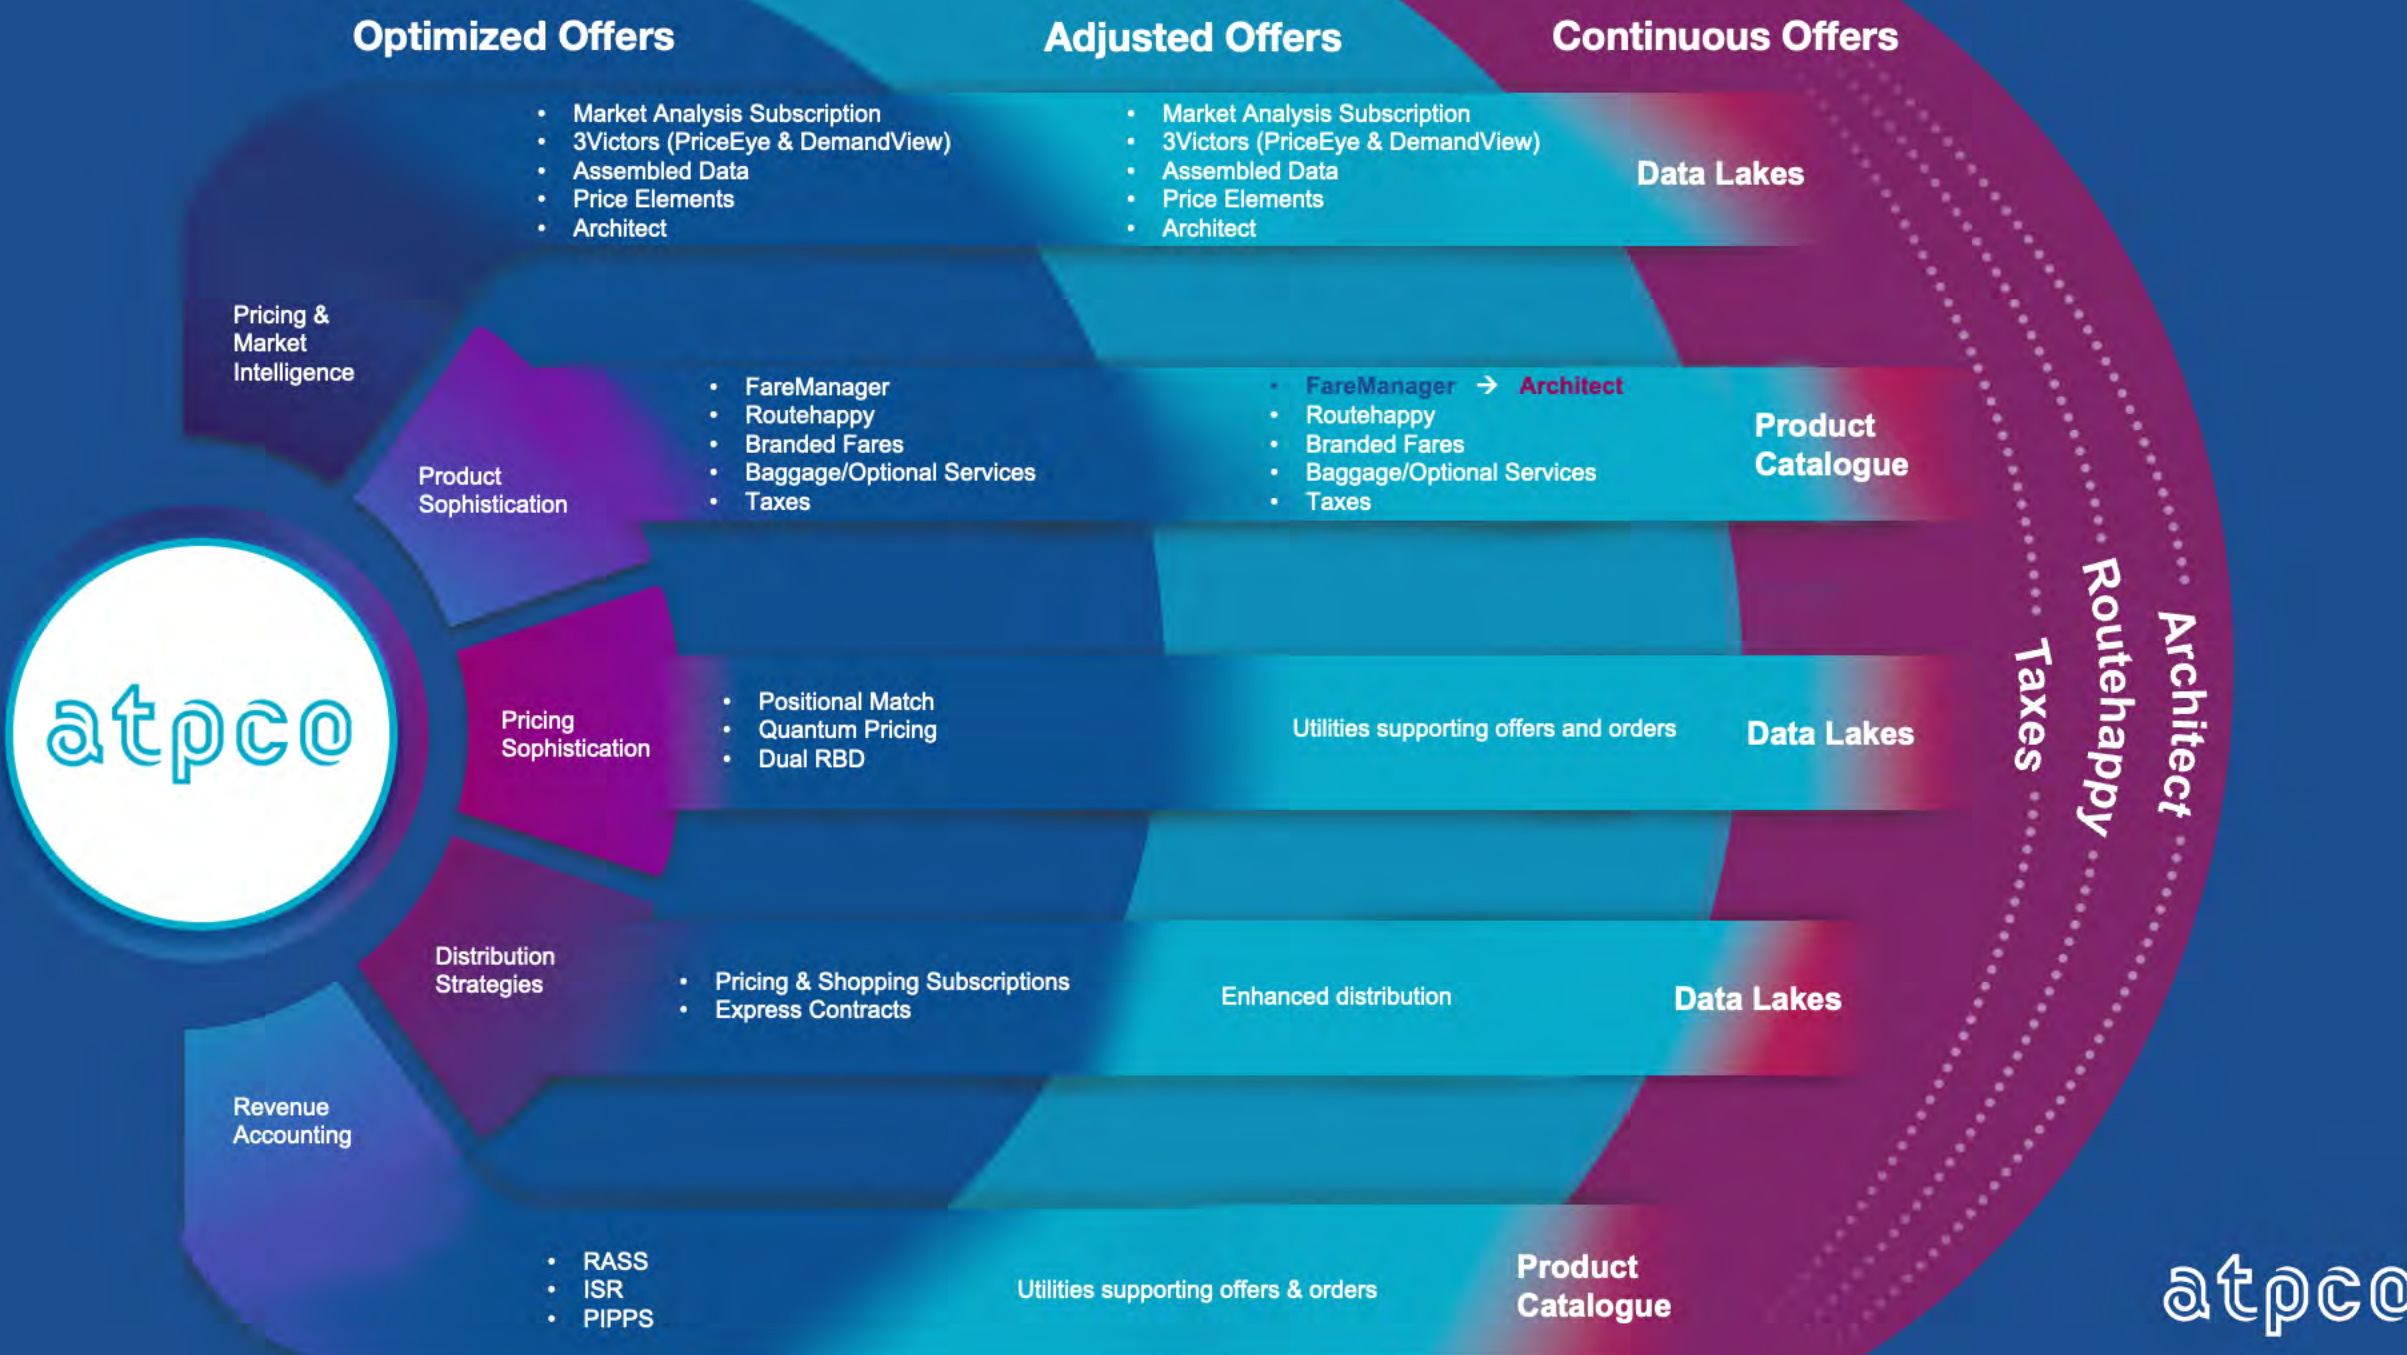 Optimized Offers
Adjusted Offers
Continuous Offers
Pricing &
Market
Intelligence
• Market Analysis Subscription
• 3Victors (PriceEye & DemandView)
• Assembled Data
• Price Elements
• Architect
• Market Analysis Subscription
• 3Victors (PriceEye & DemandView)
• Assembled Data
• Price Elements
• Architect
Data Lakes
Product
Sophistication
• FareManager
• Routehappy
• Branded Fares
• Baggage/Optional Services
• Taxes
• FareManager → Architect
• Routehappy
• Branded Fares
• Baggage/Optional Services
• Taxes
Product
Catalogue
atpco
Pricing
Sophistication
• Positional Match
• Quantum Pricing
• Dual RBD
Utilities supporting offers and orders
Data Lakes
Taxes
Routehappy
Architect
Distribution
Strategies
• Pricing & Shopping Subscriptions
• Express Contracts
Enhanced distribution
Data Lakes
Revenue
Accounting
• RASS
• ISR
• PIPPS
Utilities supporting offers & orders
Product
Catalogue
atpco